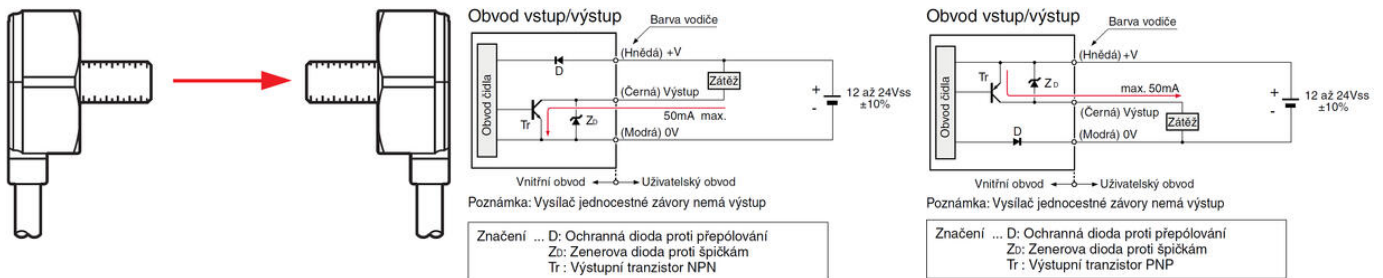 Obvod vstup/výstup
Barva vodiče
(Hnědá) +V
D
Obvod čidla
Zátěž
(Černá) Výstup
+
12 až 24Vss
±10%
-
Tr
ZD
50mA max.
(Modrá) 0V
Vnitřní obvod
Uživatelský obvod
Poznámka: Vysílač jednocestné závory nemá výstup
Značení ... D: Ochranná dioda proti přepólování
ZD: Zenerova dioda proti špičkám
Tr : Výstupní tranzistor NPN
Obvod vstup/výstup
Barva vodiče
(Hnědá) +V
Tr
ZD
Obvod čidla
max. 50mA
+
12 až 24Vss
±10%
-
(Černá) Výstup
Zátěž
D
(Modrá) 0V
Vnitřní obvod
Uživatelský obvod
Poznámka: Vysílač jednocestné závory nemá výstup
Značení ... D: Ochranná dioda proti přepólování
ZD: Zenerova dioda proti špičkám
Tr : Výstupní tranzistor PNP